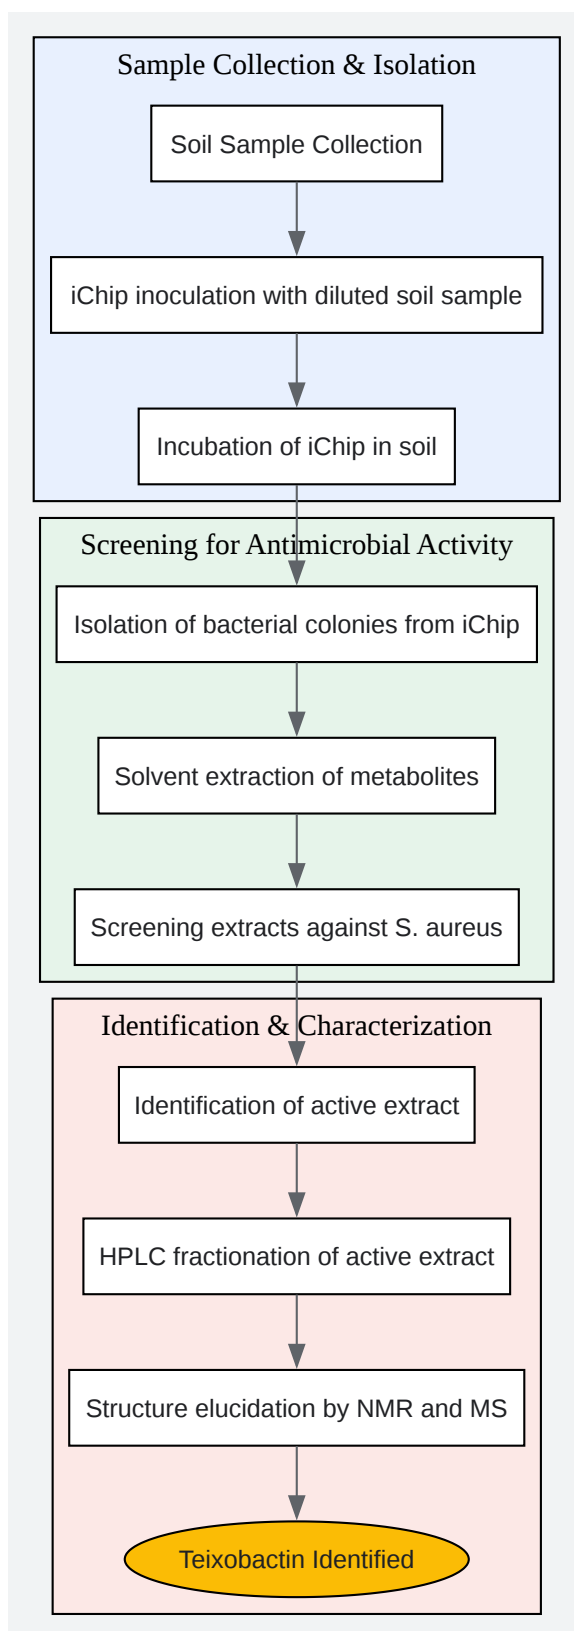 Sample Collection & Isolation
Soil Sample Collection
iChip inoculation with diluted soil sample
Incubation of iChip in soil
Screening for Antimicrobial Activity
Isolation of bacterial colonies from iChip
Solvent extraction of metabolites
Screening extracts against S. aureus
Identification & Characterization
Identification of active extract
HPLC fractionation of active extract
Structure elucidation by NMR and MS
Teixobactin Identified